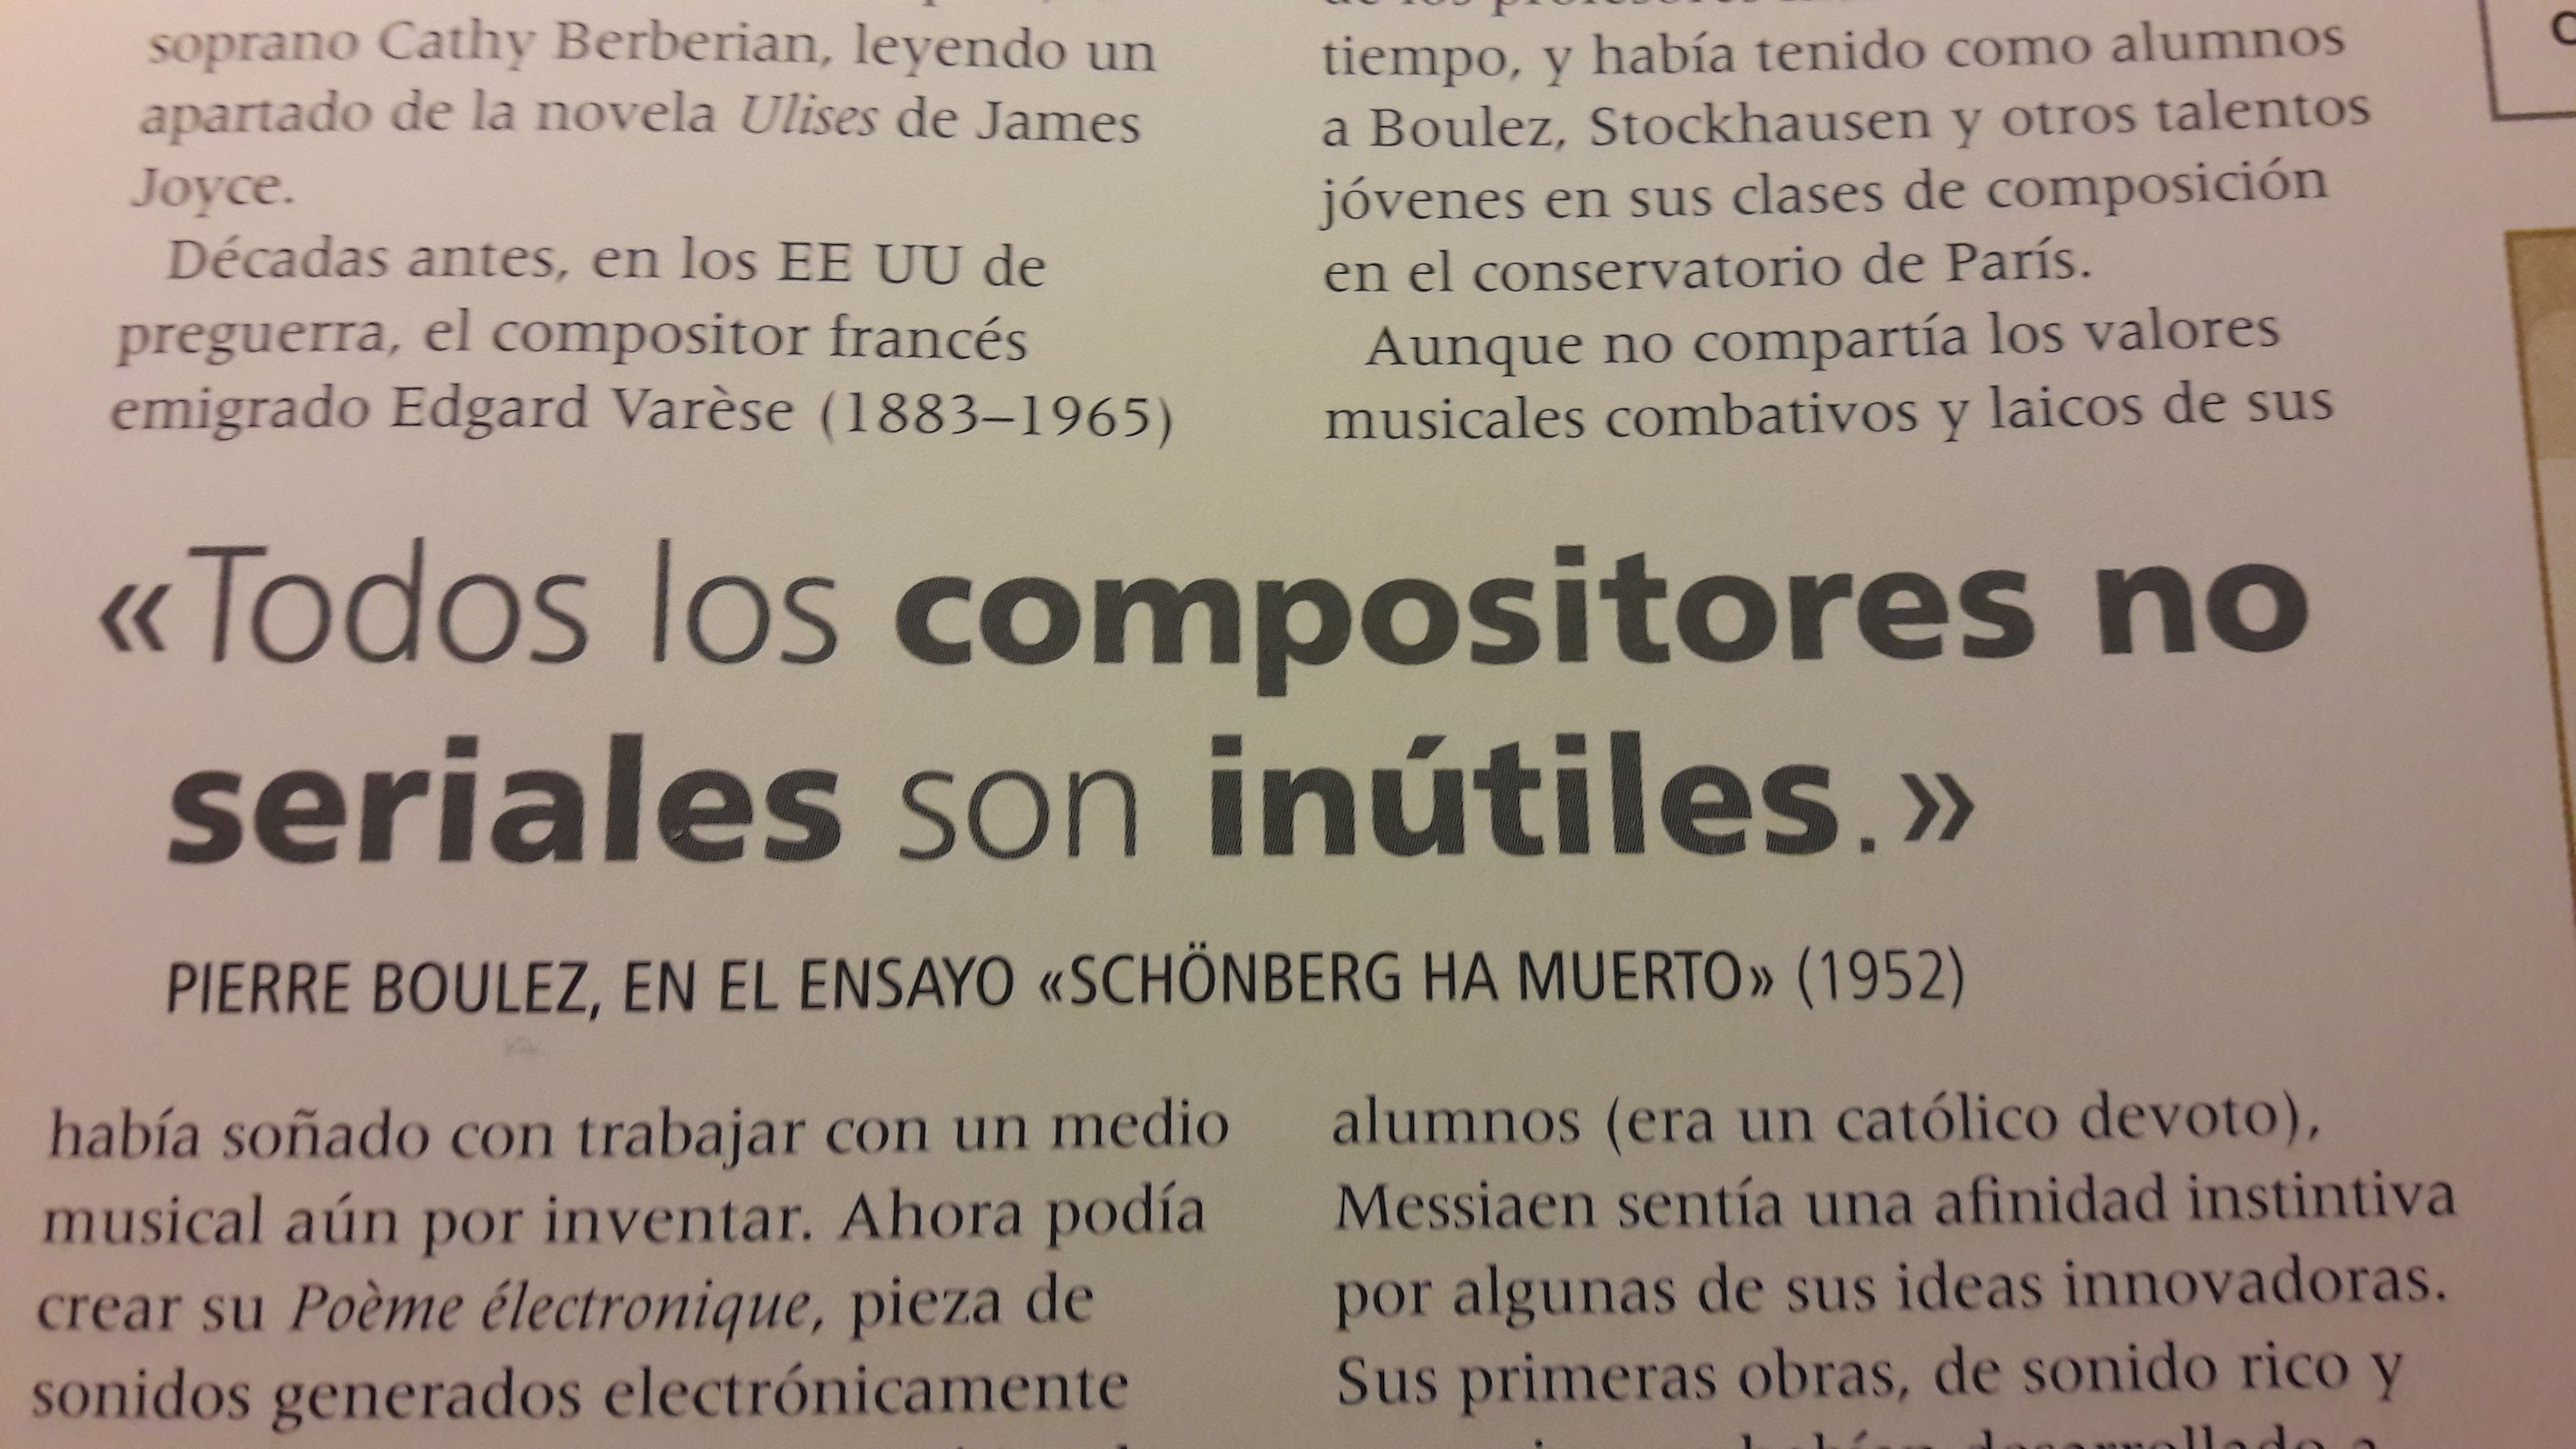 soprano Cathy Berberian, leyendo un
apartado de la novela Ulises de James
Joyce.
Décadas antes, en los EE UU de
preguerra, el compositor francés
emigrado Edgard Varèse (1883–1965)
tiempo, y había tenido como alumnos
a Boulez, Stockhausen y otros talentos
jóvenes en sus clases de composición
en el conservatorio de París.
Aunque no compartía los valores
musicales combativos y laicos de sus
«Todos los compositores no
seriales son inútiles.»
PIERRE BOULEZ, EN EL ENSAYO «SCHÖNBERG HA MUERTO» (1952)
había soñado con trabajar con un medio
musical aún por inventar. Ahora podía
crear su Poème électronique, pieza de
sonidos generados electrónicamente
alumnos (era un católico devoto),
Messiaen sentía una afinidad instintiva
por algunas de sus ideas innovadoras.
Sus primeras obras, de sonido rico y